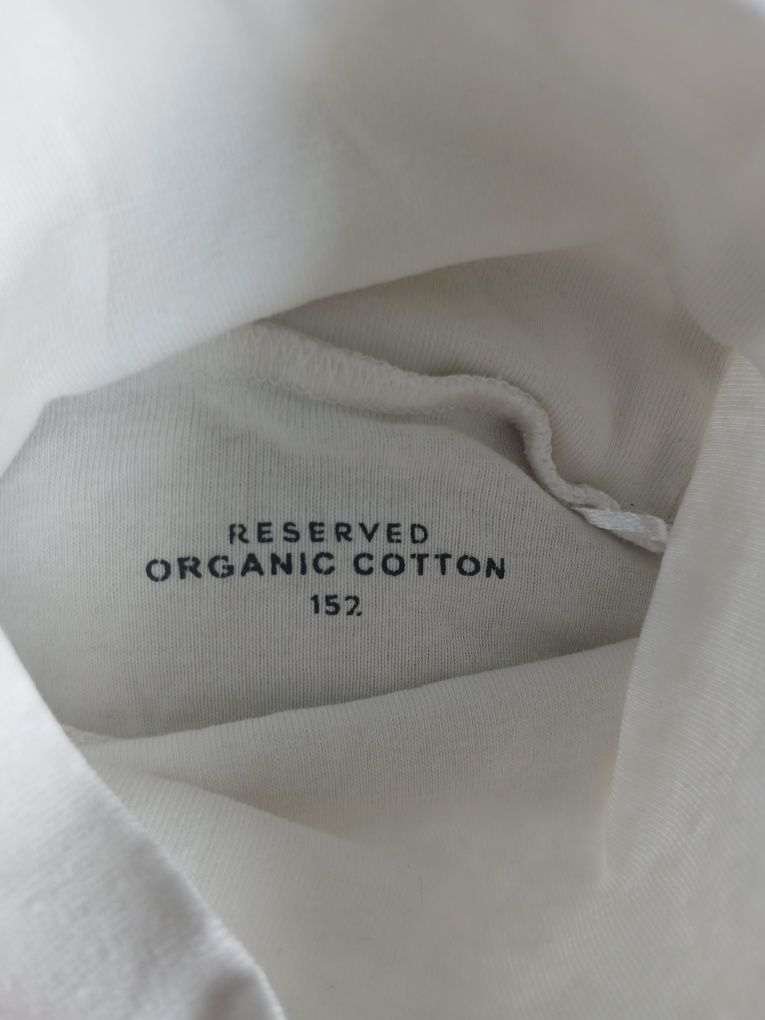 RESERVED
ORGANIC COTTON
152